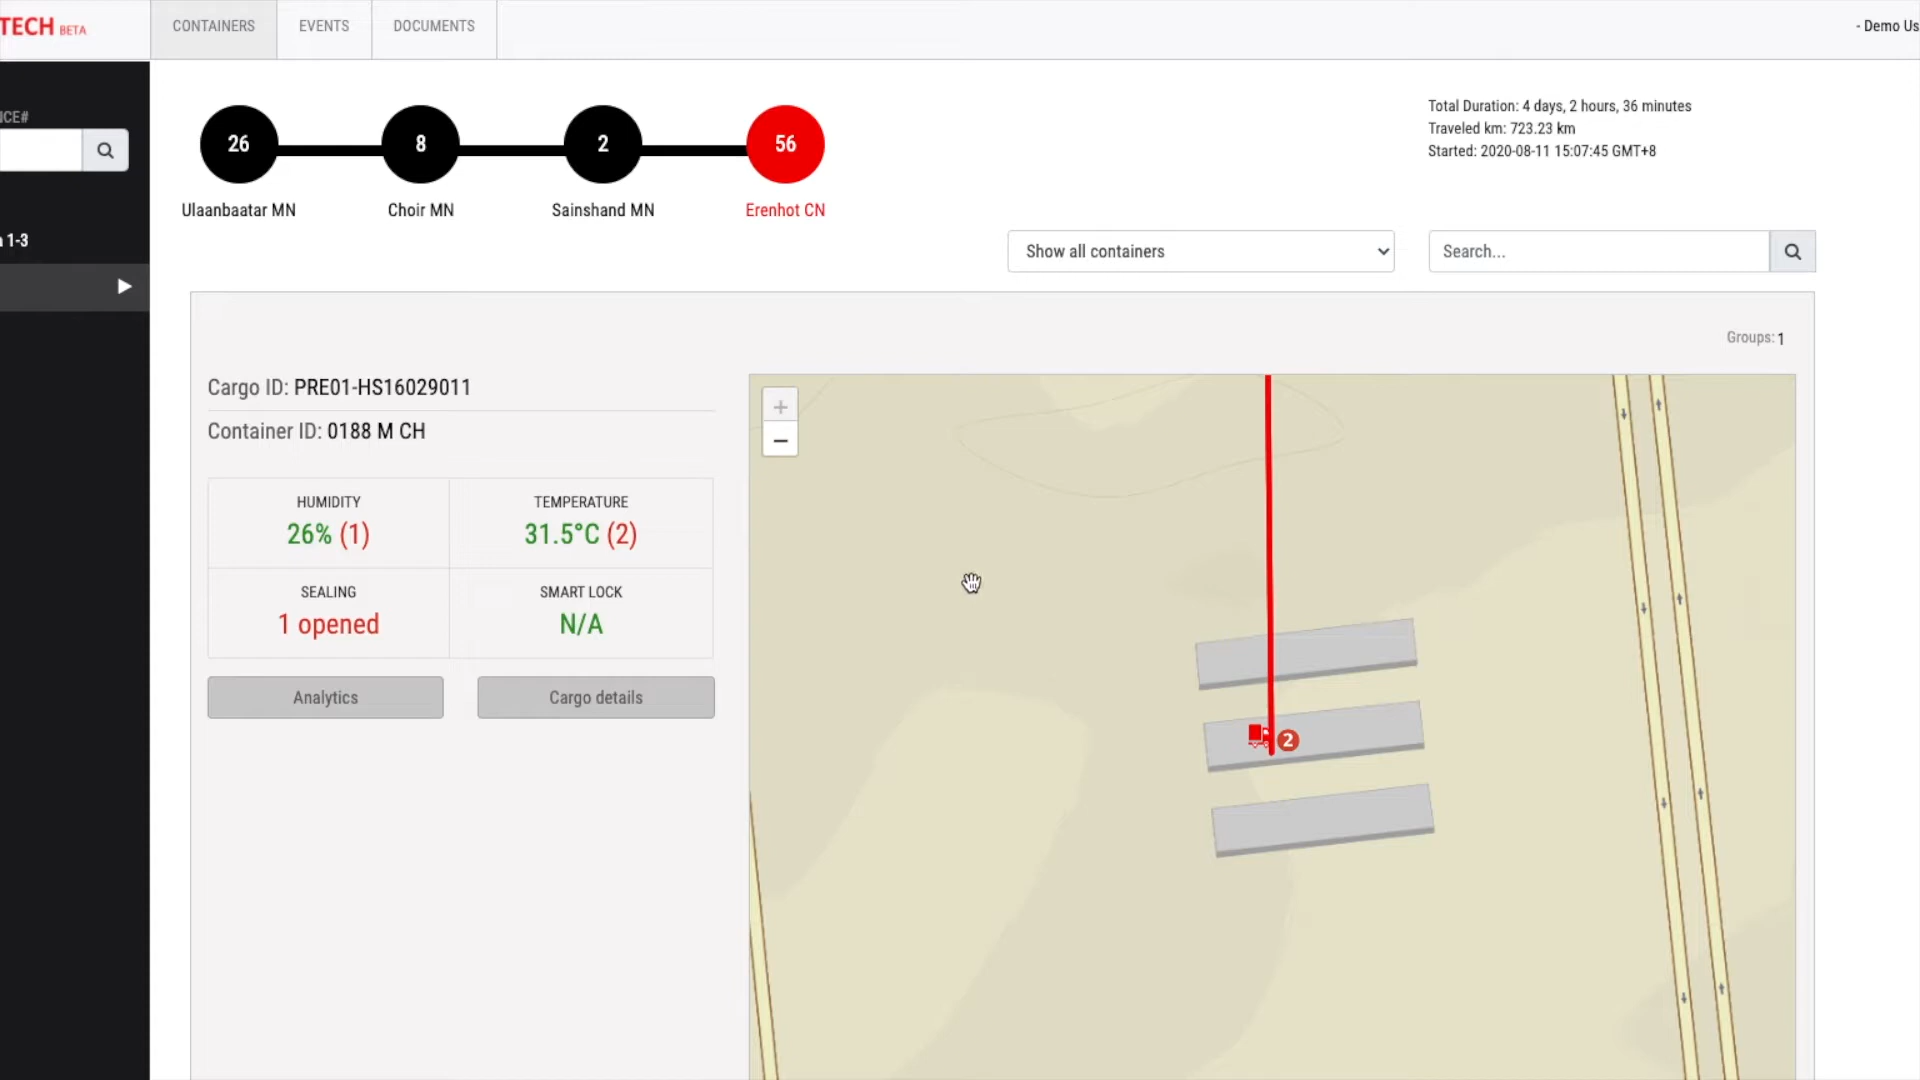 TECH BETA
CONTAINERS
EVENTS
DOCUMENTS
- Demo Us
NCE#
a 1-3
26
8
2
56
Ulaanbaatar MN
Choir MN
Sainshand MN
Erenhot CN
Total Duration: 4 days, 2 hours, 36 minutes
Traveled km: 723.23 km
Started: 2020-08-11 15:07:45 GMT+8
Show all containers
Search...
Groups: 1
Cargo ID: PRE01-HS16029011
Container ID: 0188 M CH
HUMIDITY
26% (1)
TEMPERATURE
31.5°C (2)
SEALING
1 opened
SMART LOCK
N/A
Analytics
Cargo details
+
−
2